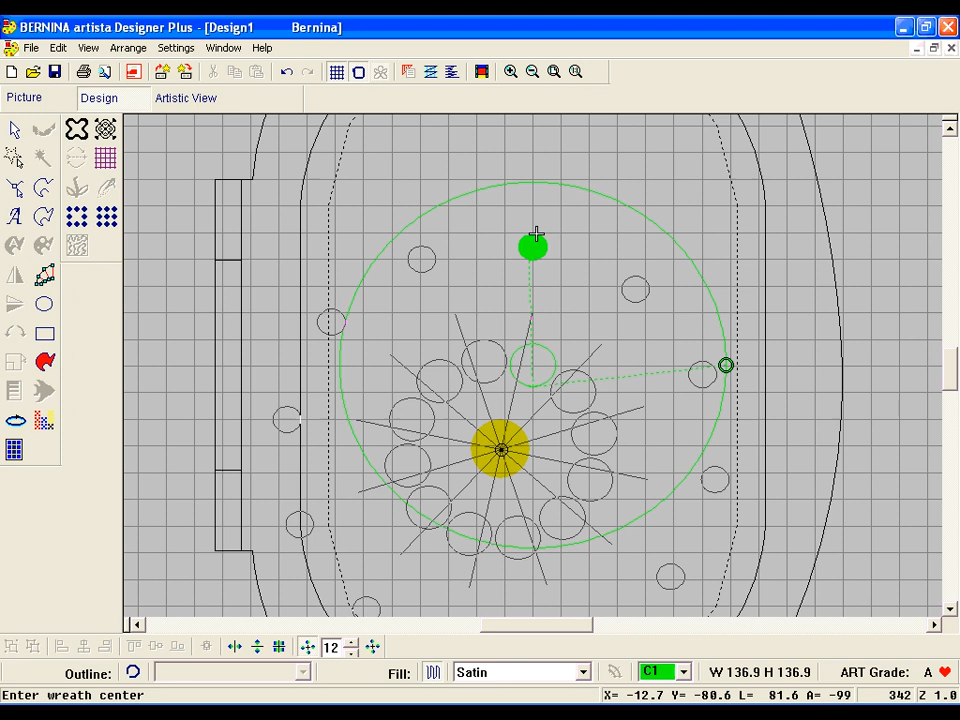 BERNINA artista Designer Plus - [Design1 Bernina]
File Edit View Arrange Settings Window Help
Picture Design Artistic View
12
Outline: Fill: Satin C1 W 136.9 H 136.9 ART Grade: A
Enter wreath center X= -12.7 Y= -80.6 L= 81.6 A= -99 342 Z 1.0